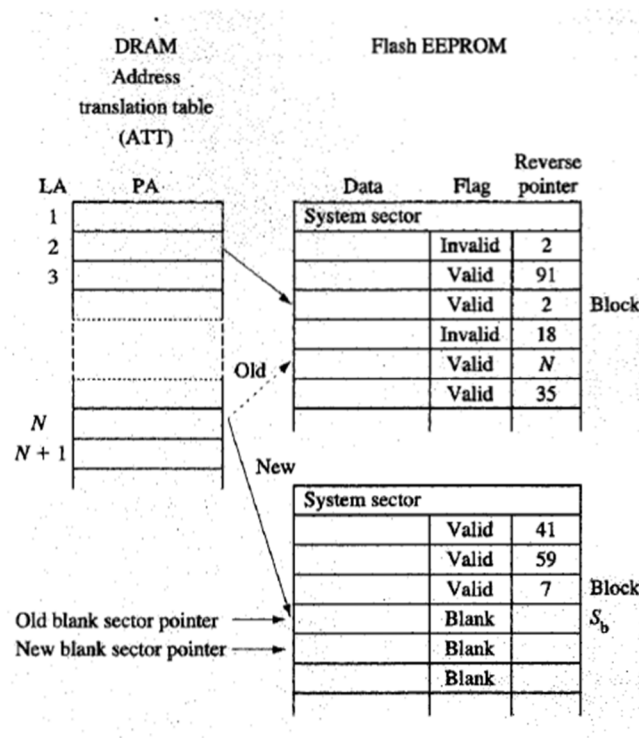 DRAM
Address
translation table
(ATT)
Flash EEPROM
LA PA
Data Flag Reverse pointer
1
2
3
N
N + 1
System sector
Invalid 2
Valid 91
Valid 2
Block
Invalid 18
Valid N
Valid 35
Old
New
System sector
Valid 41
Valid 59
Valid 7
Block
Old blank sector pointer
Blank
Sb
New blank sector pointer
Blank
Blank